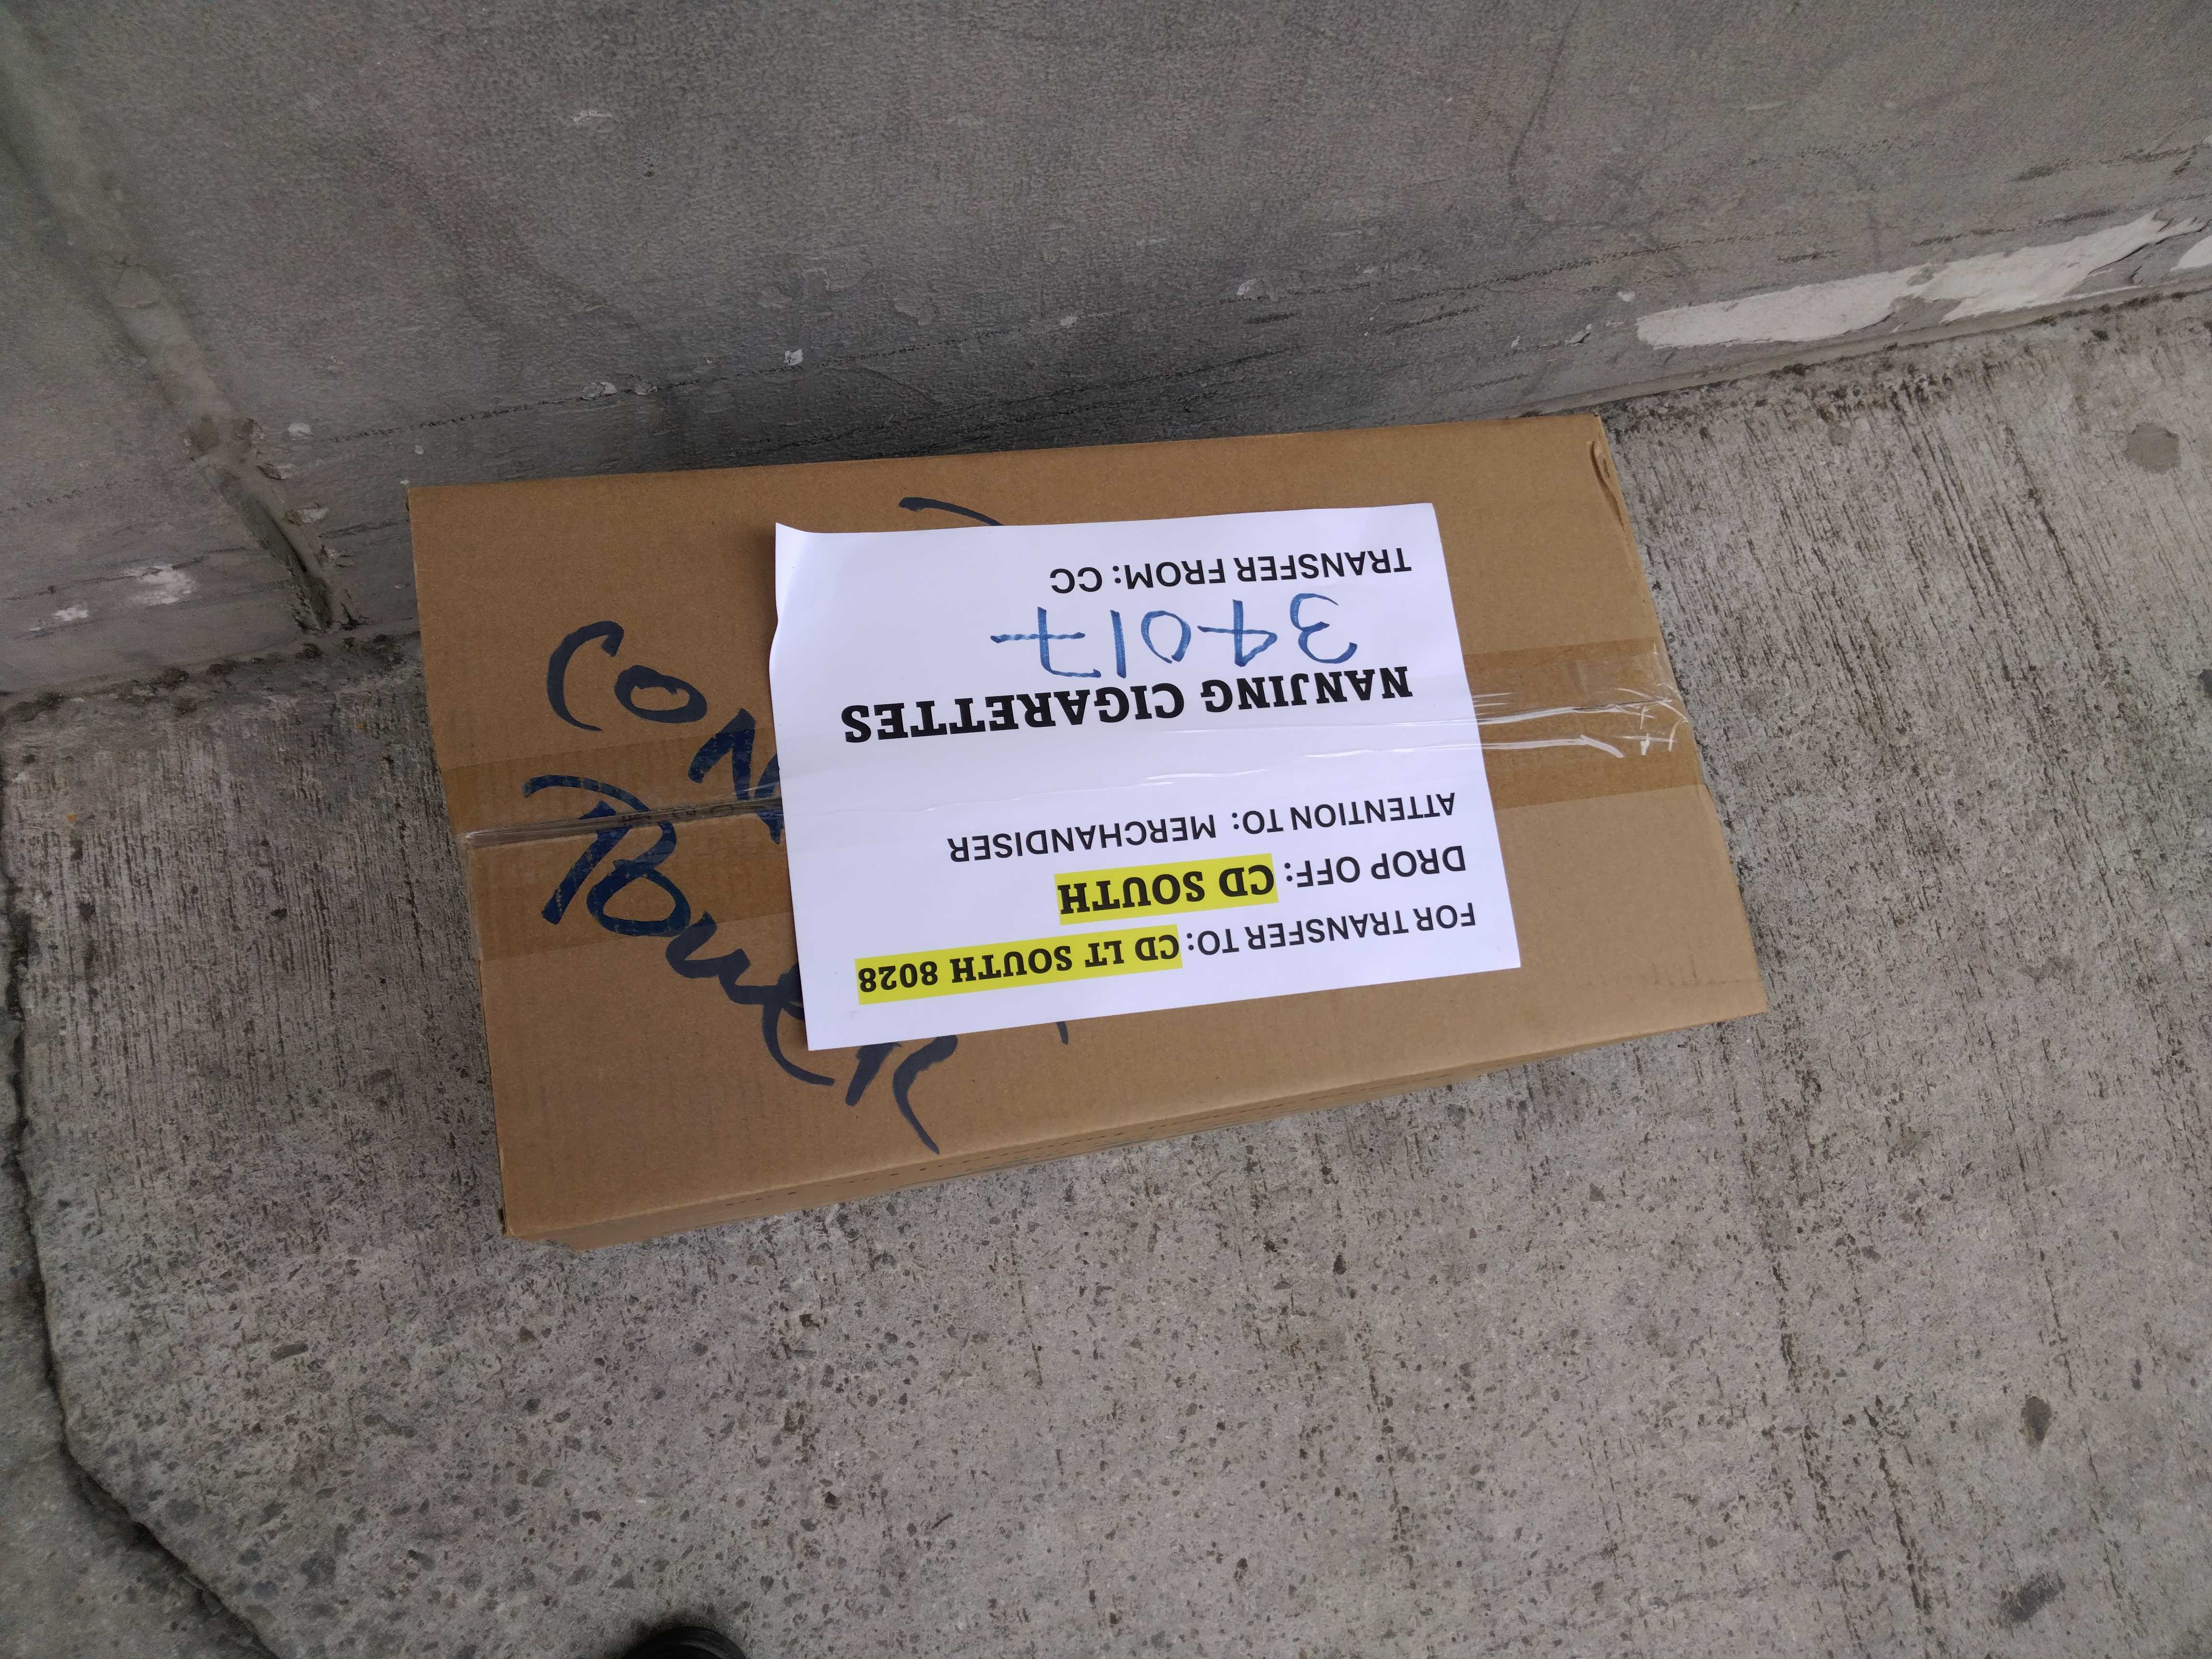 FOR TRANSFER TO: CD LT SOUTH 8028
DROP OFF: CD SOUTH
ATTENTION TO: MERCHANDISER
NANJING CIGARETTES
34017
TRANSFER FROM: CC
POWER